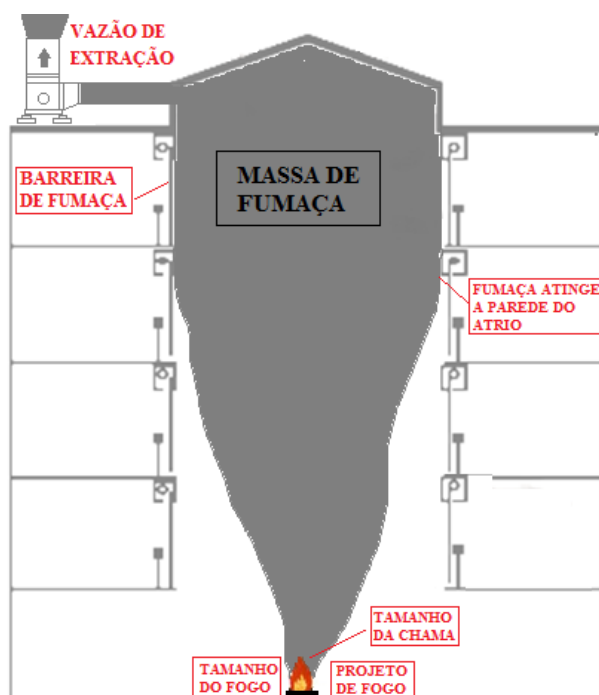 VAZÃO DE
EXTRAÇÃO
BARREIRA
DE FUMAÇA
MASSA DE
FUMAÇA
FUMAÇA ATINGE
A PAREDE DO
ATRIO
TAMANHO
DA CHAMA
TAMANHO
DO FOGO
PROJETO
DE FOGO